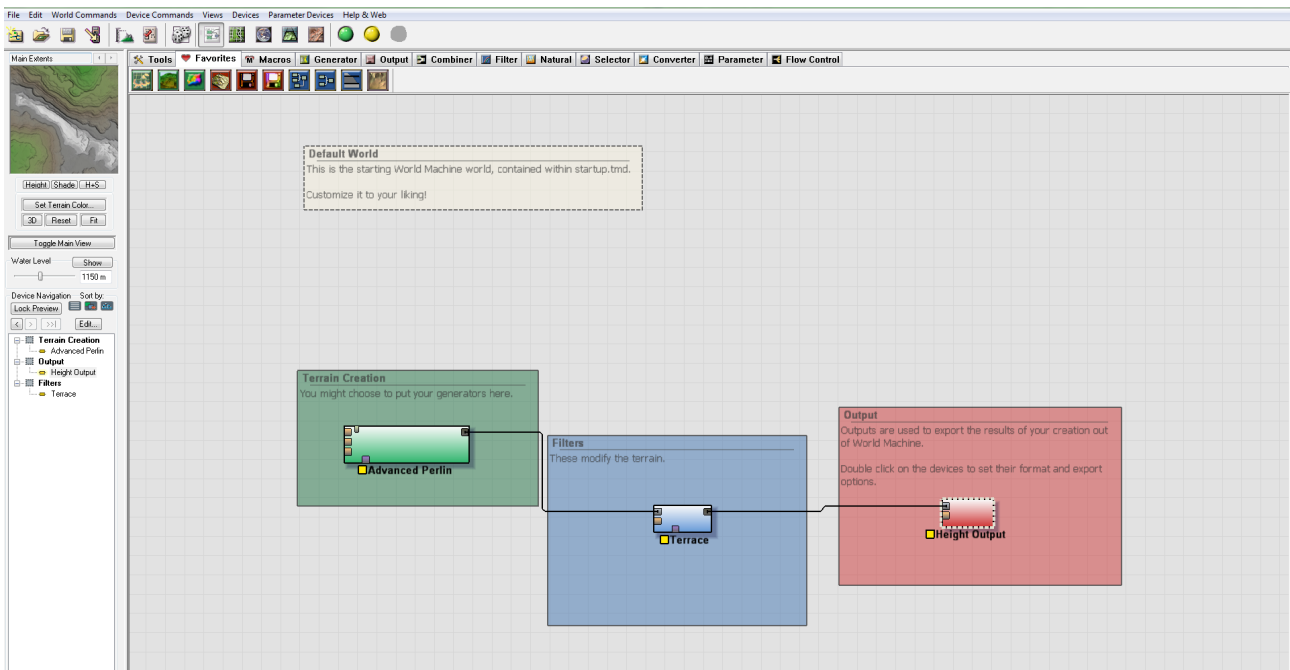 File Edit World Commands Device Commands Views Devices Parameter Devices Help & Web
Main Extents
Tools Favorites Macros Generator Output Combiner Filter Natural Selector Converter Parameter Flow Control
Height Shade H+S
Set Terrain Color...
3D Reset Fit
Toggle Main View
Water Level Show
1150 m
Device Navigation Sort by:
Lock Preview
< > >>| Edit...
Terrain Creation
Advanced Perlin
Output
Height Output
Filters
Terrace
Default World
This is the starting World Machine world, contained within startup.tmd.
Customize it to your liking!
Terrain Creation
You might choose to put your generators here.
Advanced Perlin
Filters
These modify the terrain.
Terrace
Output
Outputs are used to export the results of your creation out
of World Machine.
Double click on the devices to set their format and export
options.
Height Output